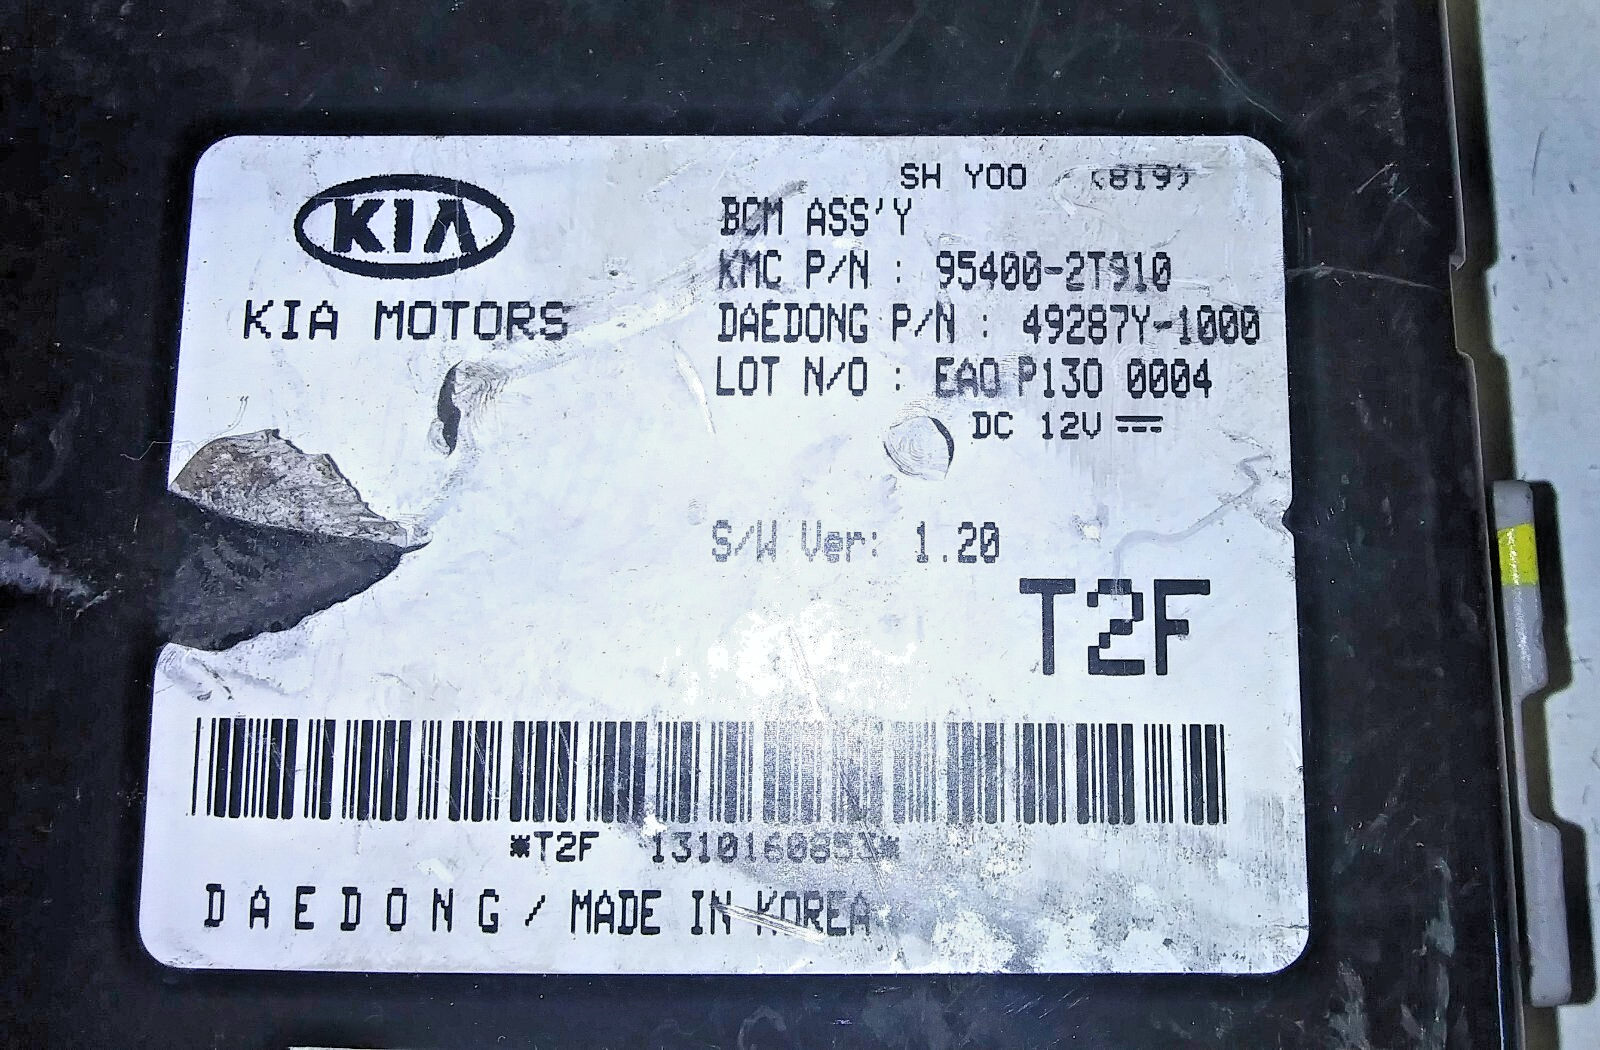 SH YOO (819)
KIA
KIA MOTORS
BCM ASS'Y
KMC P/N : 95400-2T910
DAEDONG P/N : 49287Y-1000
LOT N/O : EAO P130 0004
DC 12V
S/W Ver: 1.20
T2F
*T2F 1310160853*
DAEDONG / MADE IN KOREA